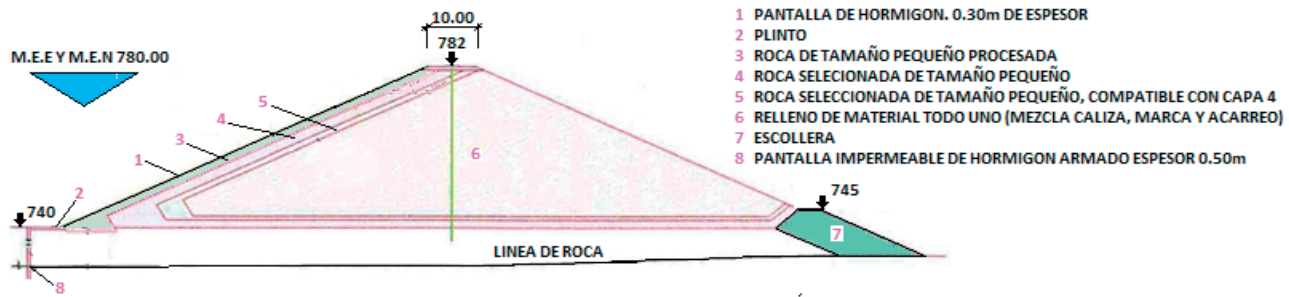 M.E.E Y M.E.N 780.00
10.00
782
740
745
LINEA DE ROCA
1
2
3
4
5
6
7
8
1 PANTALLA DE HORMIGON. 0.30m DE ESPESOR
2 PLINTO
3 ROCA DE TAMAÑO PEQUEÑO PROCESADA
4 ROCA SELECIONADA DE TAMAÑO PEQUEÑO
5 ROCA SELECCIONADA DE TAMAÑO PEQUEÑO, COMPATIBLE CON CAPA 4
6 RELLENO DE MATERIAL TODO UNO (MEZCLA CALIZA, MARCA Y ACARREO)
7 ESCOLLERA
8 PANTALLA IMPERMEABLE DE HORMIGON ARMADO ESPESOR 0.50m